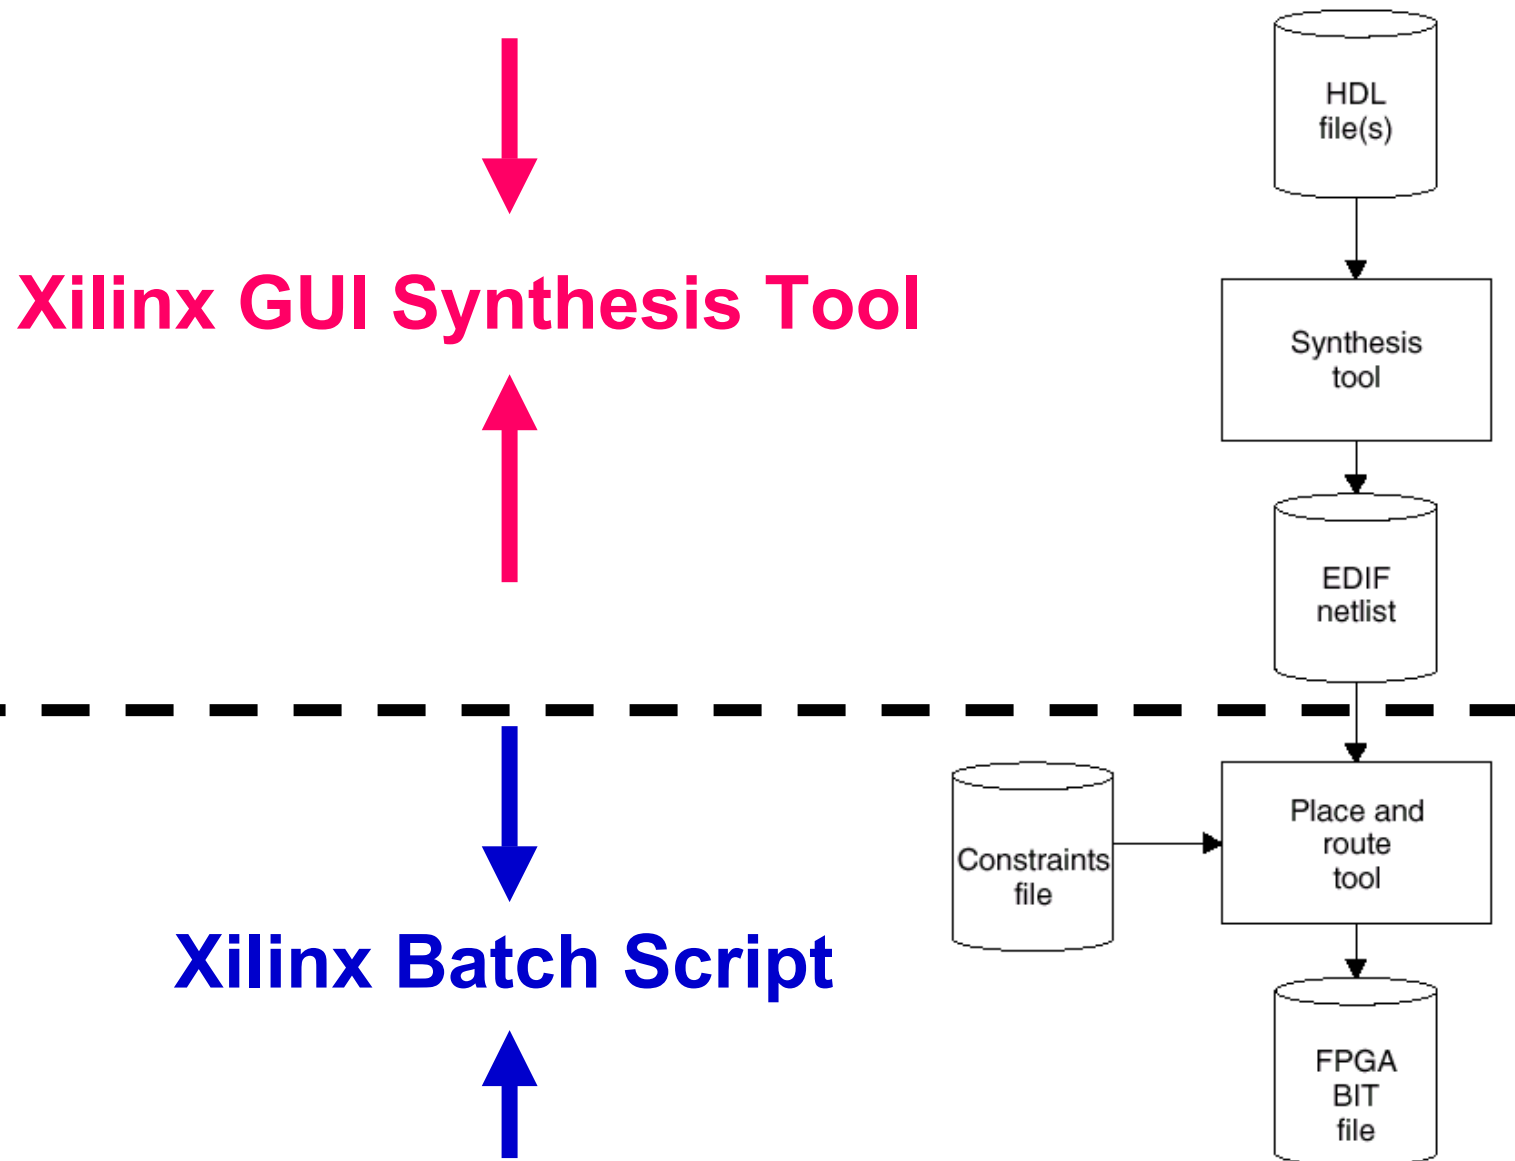 HDL
file(s)
Xilinx GUI Synthesis Tool
Synthesis
tool
EDIF
netlist
Place and
route
tool
Constraints
file
Xilinx Batch Script
FPGA
BIT
file